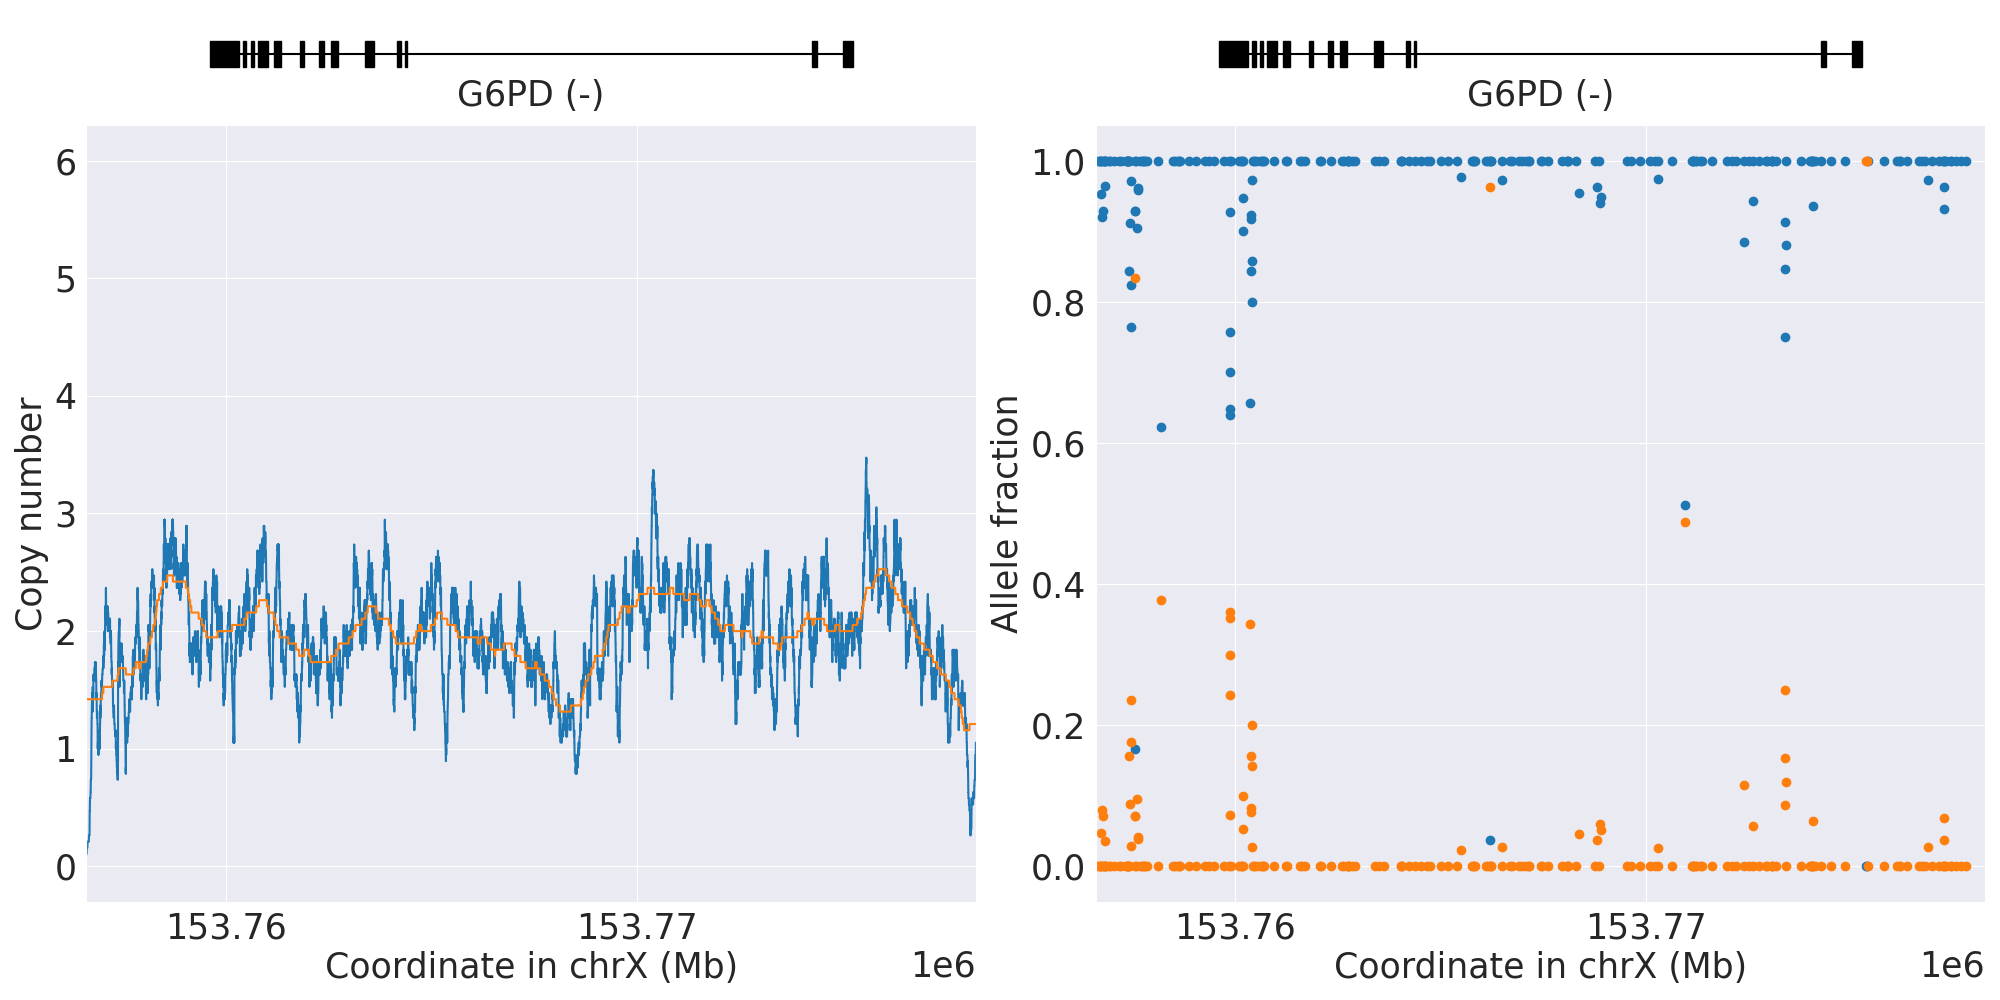 G6PD (-)
G6PD (-)
6
5
4
3
2
1
0
Copy number
153.76
153.77
Coordinate in chrX (Mb)
1e6
1.0
0.8
0.6
0.4
0.2
0.0
Allele fraction
153.76
153.77
Coordinate in chrX (Mb)
1e6